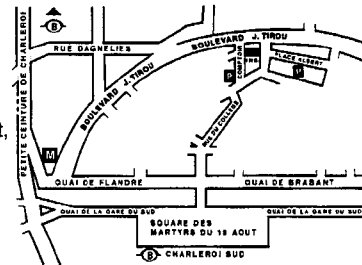 B
RUE DAGNELIES
BOULEVARD J. TIROU
PETITE CEINTURE DE CHARLEROI
BOULEVARD J. TIROU
COMPTOIR
PLACE ALBERT
P
P
RUE DU COLLEGE
t,
M
QUAI DE FLANDRE
QUAI DE BRABANT
QUAI DE LA GARE DU SUD
QUAI DE LA GARE DU SUD
SQUARE DES
MARTYRS DU 18 AOUT
B CHARLEROI SUD